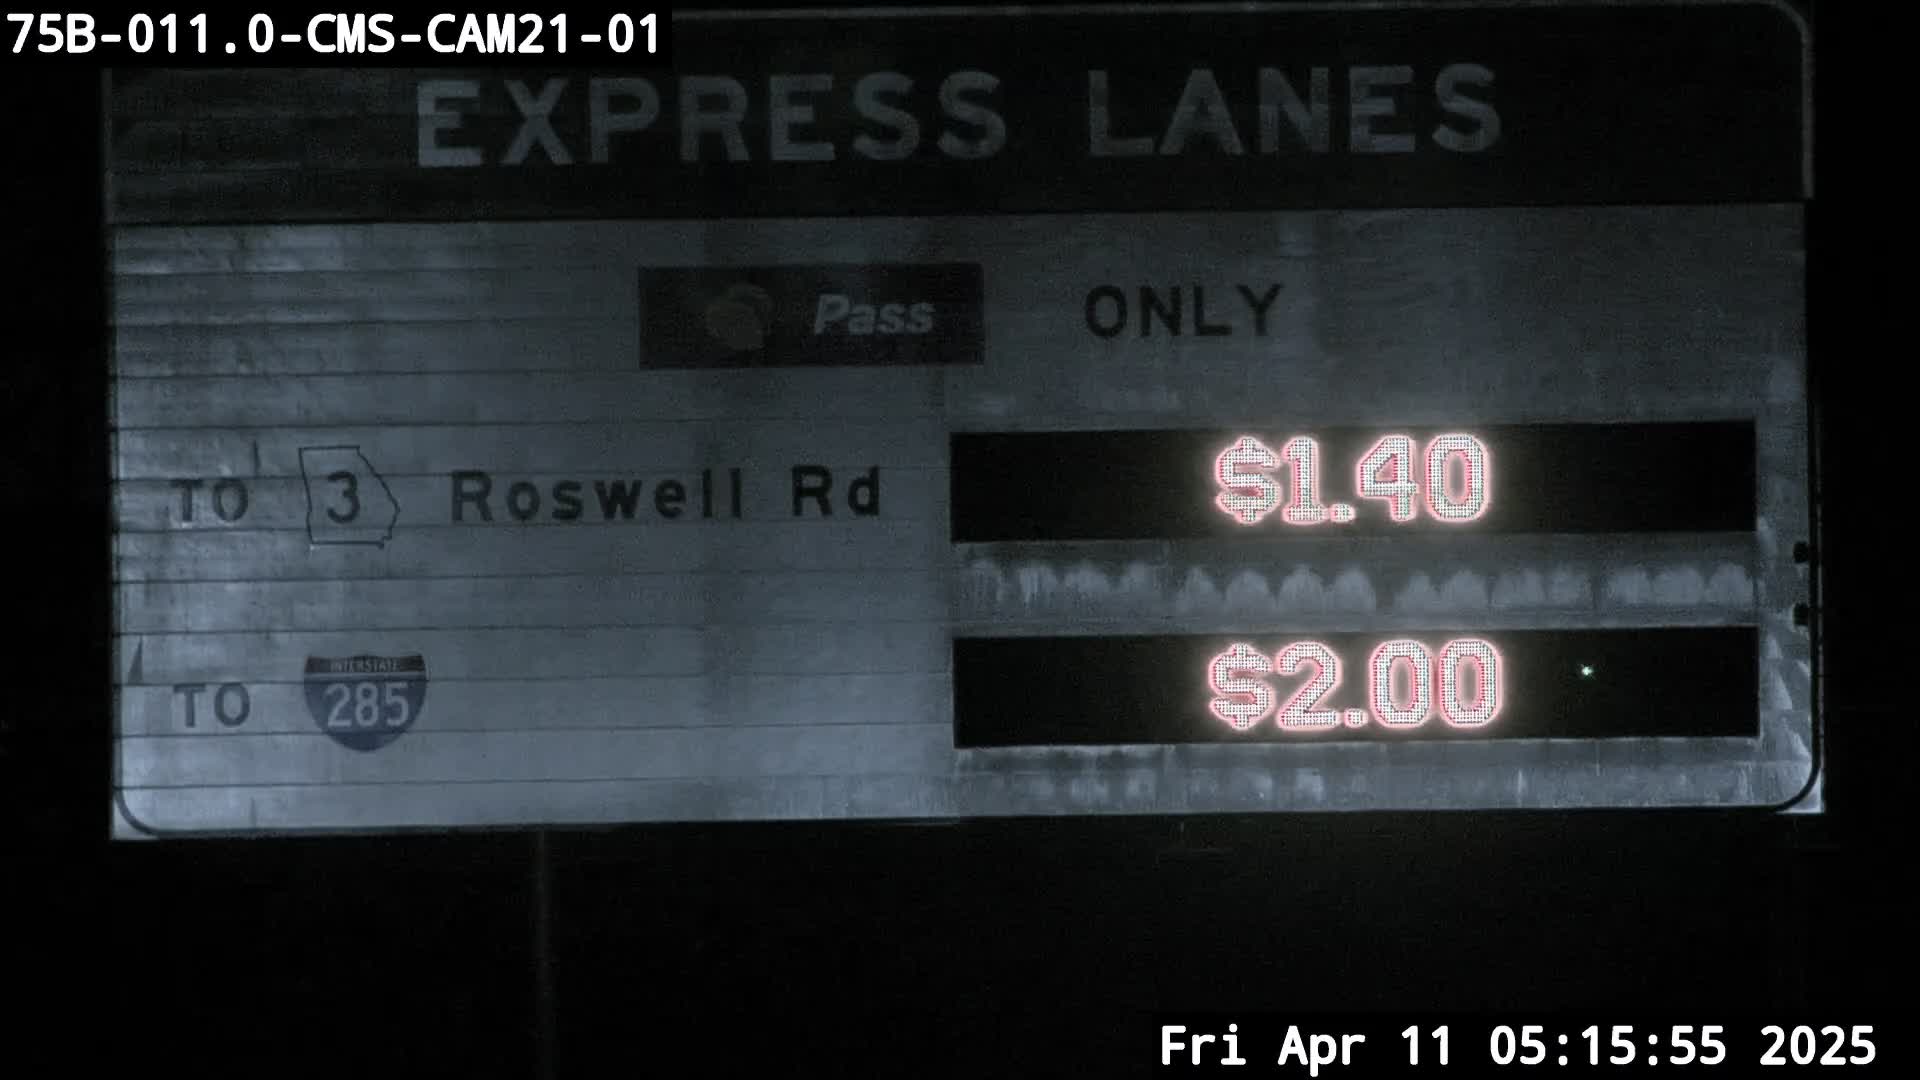 75B-011.0-CMS-CAM21-01
EXPRESS LANES
Pass ONLY
TO 3 Roswell Rd $1.40
TO INTERSTATE 285 $2.00
Fri Apr 11 05:15:55 2025